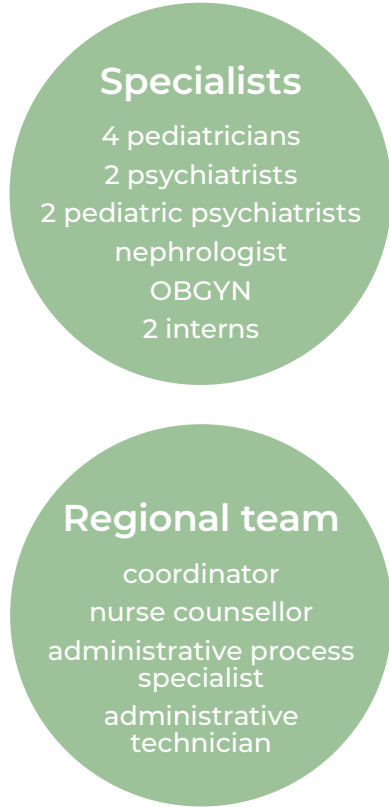 Specialists
4 pediatricians
2 psychiatrists
2 pediatric psychiatrists
nephrologist
OBGYN
2 interns
Regional team
coordinator
nurse counsellor
administrative process
specialist
administrative
technician